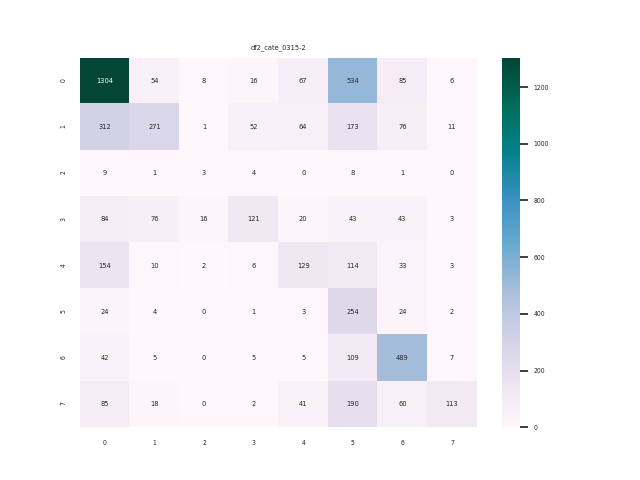 df2_cate_0315-2
0 1304 54 8 16 67 534 85 6
1 312 271 1 52 64 173 76 11
2 9 1 3 4 0 8 1 0
3 84 76 16 121 20 43 43 3
4 154 10 2 6 129 114 33 3
5 24 4 0 1 3 254 24 2
6 42 5 0 5 5 109 489 7
7 85 18 0 2 41 190 60 113
0 1 2 3 4 5 6 7
1200
1000
800
600
400
200
0